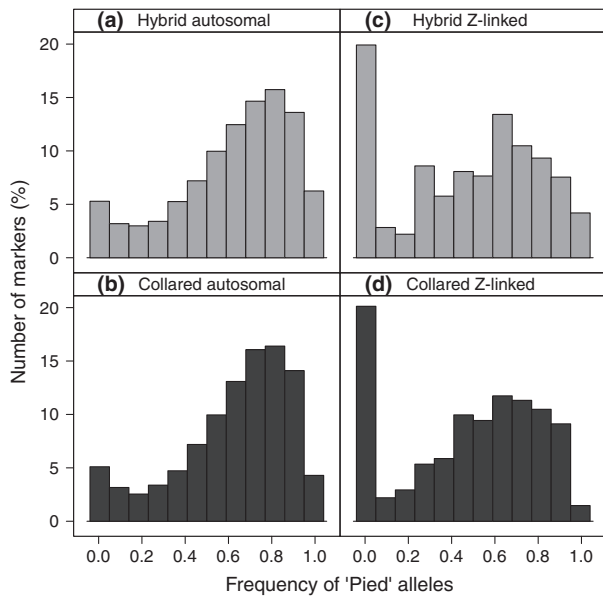 (a) Hybrid autosomal
(c) Hybrid Z-linked
20
15
10
5
0
(b) Collared autosomal
(d) Collared Z-linked
20
15
10
5
0
Number of markers (%)
0.0 0.2 0.4 0.6 0.8 1.0
0.0 0.2 0.4 0.6 0.8 1.0
Frequency of 'Pied' alleles